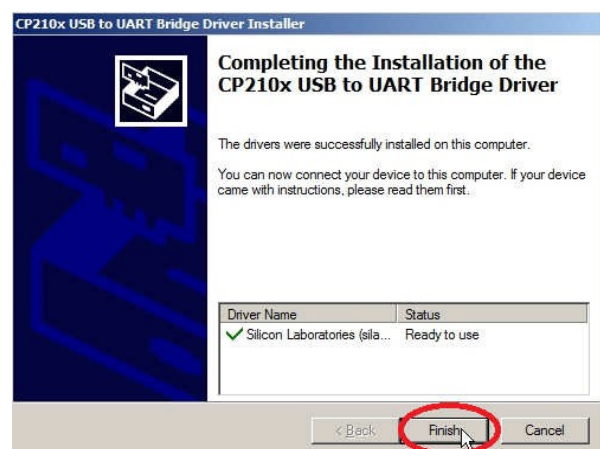 CP210x USB to UART Bridge Driver Installer
Completing the Installation of the
CP210x USB to UART Bridge Driver
The drivers were successfully installed on this computer.
You can now connect your device to this computer. If your device
came with instructions, please read them first.
Driver Name Status
Silicon Laboratories (sila... Ready to use
< Back Finish Cancel